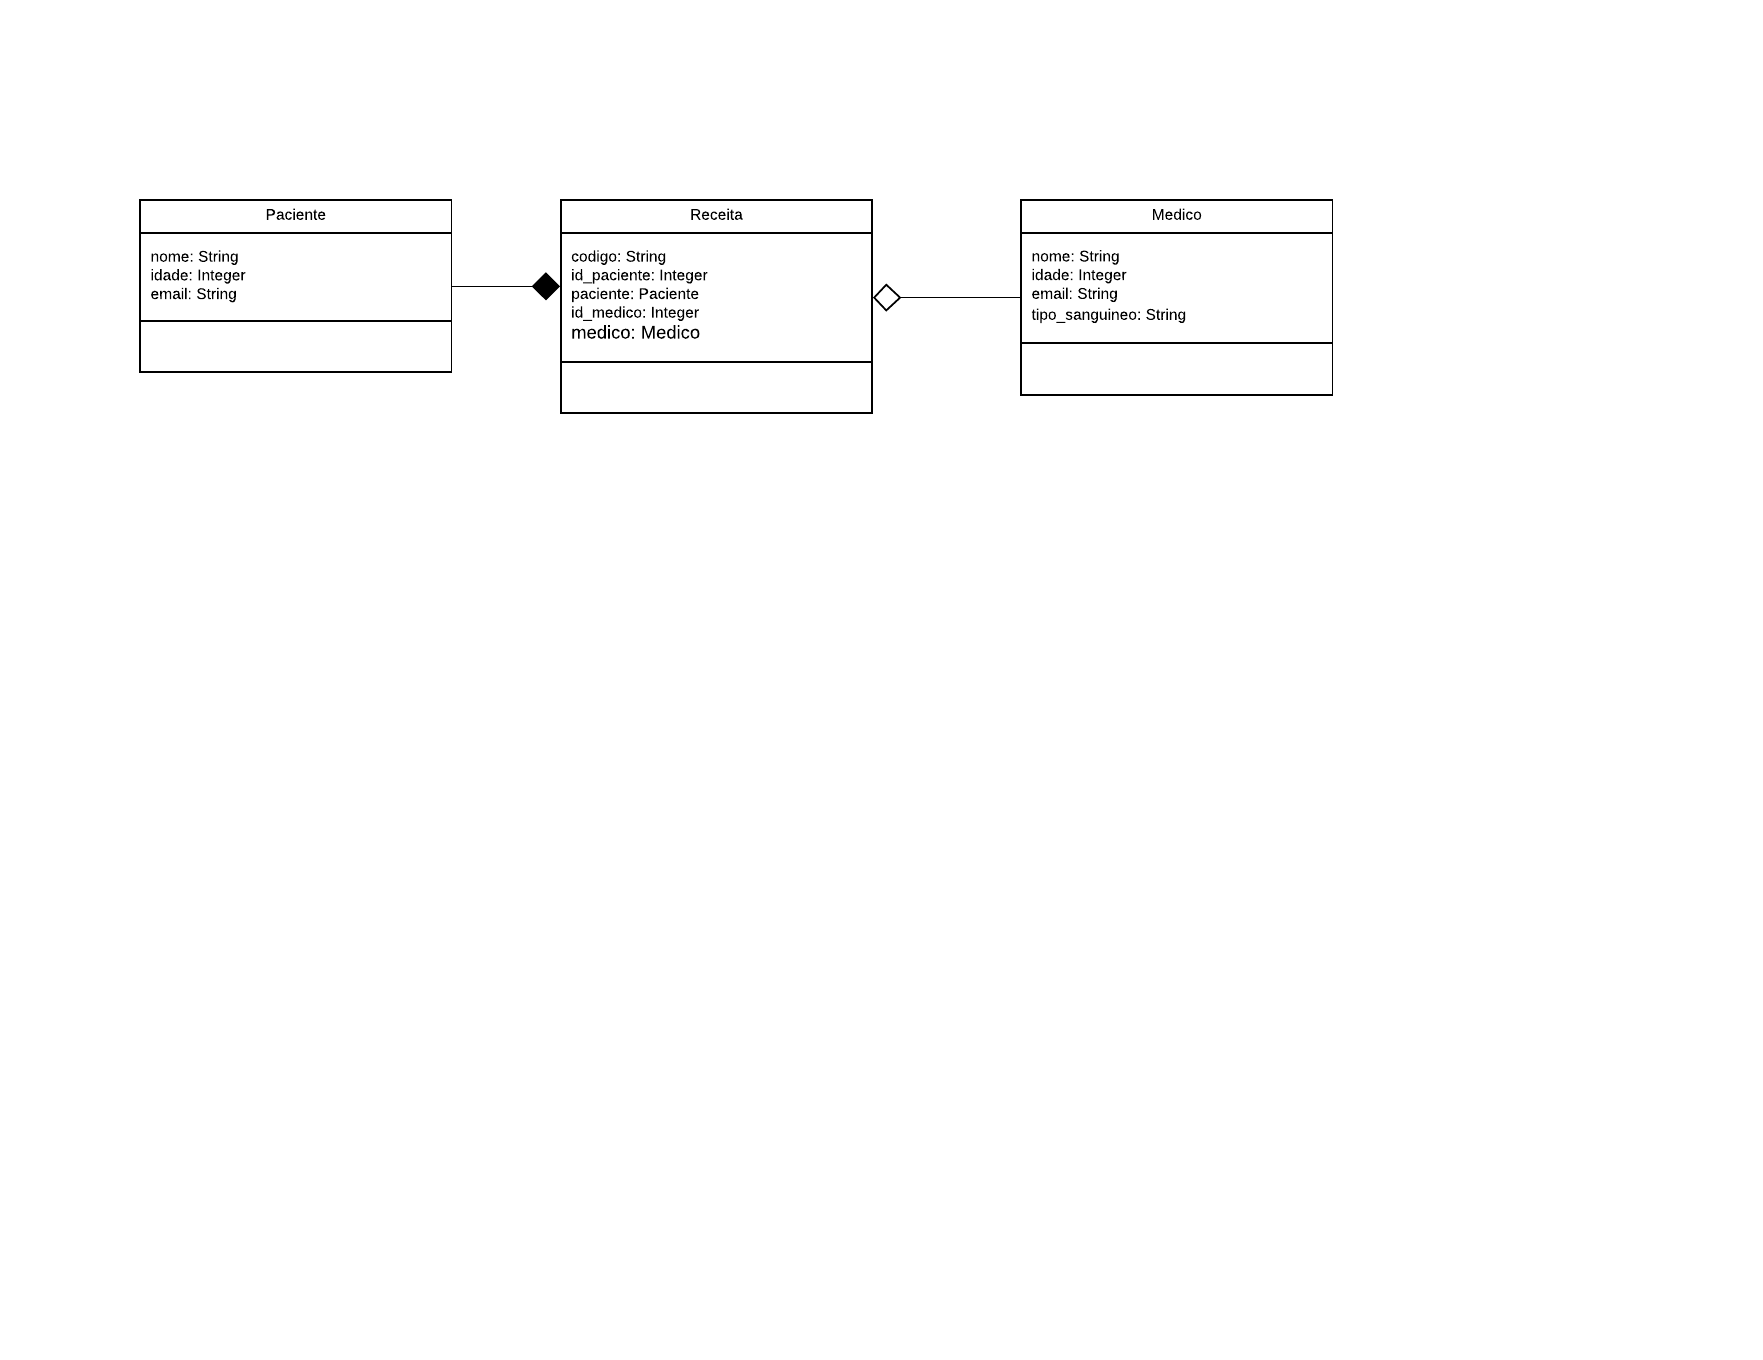 Paciente
nome: String
idade: Integer
email: String
Receita
codigo: String
id_paciente: Integer
paciente: Paciente
id_medico: Integer
medico: Medico
Medico
nome: String
idade: Integer
email: String
tipo_sanguineo: String